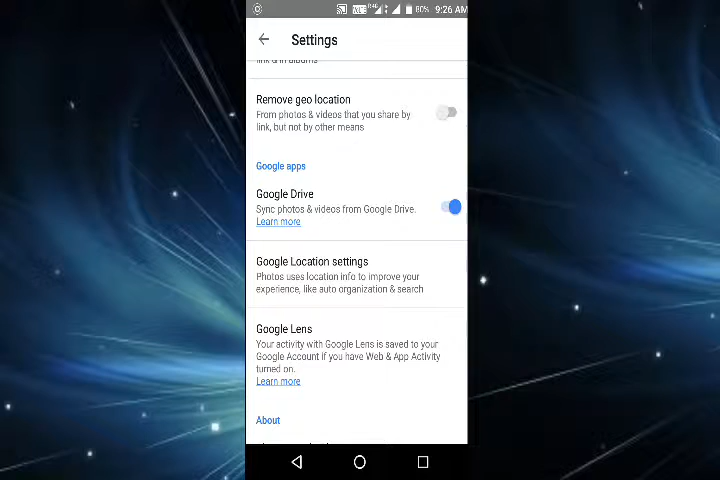 80% 9:26 AM
Settings
link & in albums
Remove geo location
From photos & videos that you share by
link, but not by other means
Google apps
Google Drive
Sync photos & videos from Google Drive.
Learn more
Google Location settings
Photos uses location info to improve your
experience, like auto organization & search
Google Lens
Your activity with Google Lens is saved to your
Google Account if you have Web & App Activity
turned on.
Learn more
About